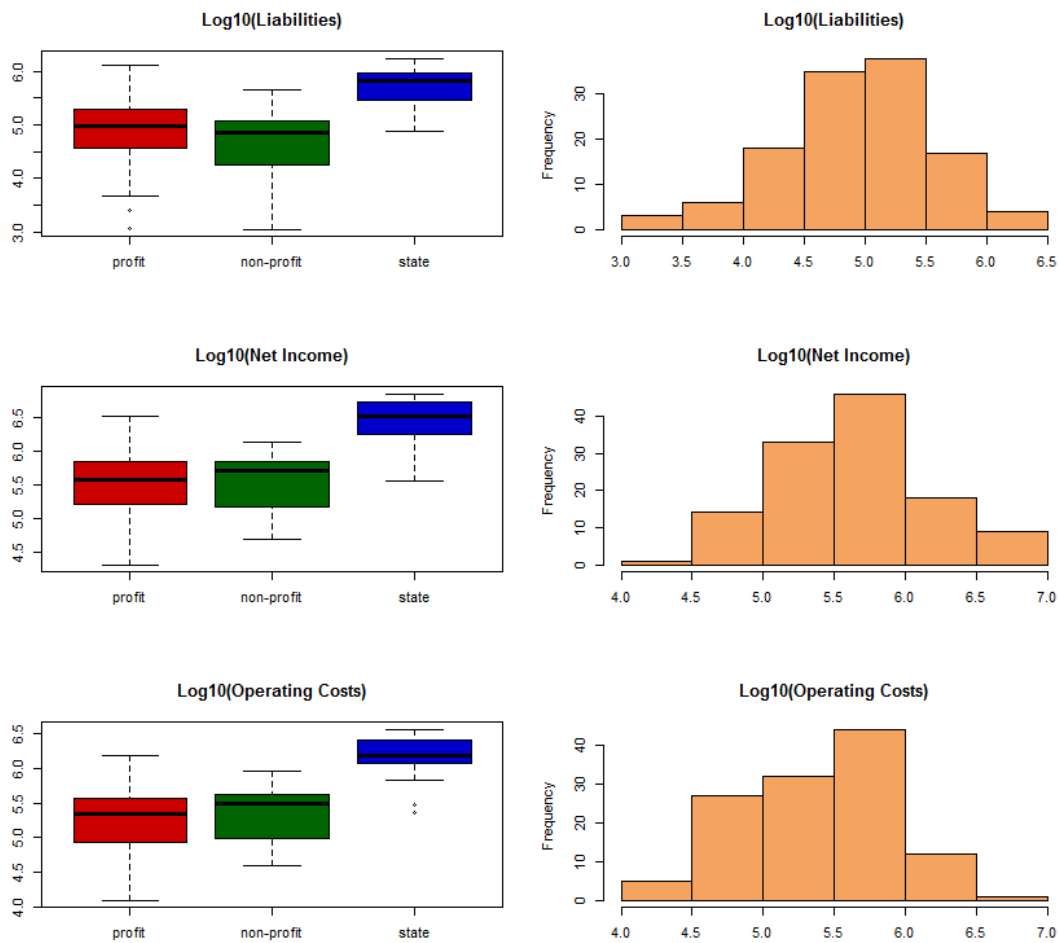 Log10(Liabilities)
6.0
5.0
4.0
3.0
profit non-profit state
Log10(Liabilities)
Frequency
30
20
10
0
3.0 3.5 4.0 4.5 5.0 5.5 6.0 6.5
Log10(Net Income)
6.5
6.0
5.5
5.0
4.5
profit non-profit state
Log10(Net Income)
Frequency
40
30
20
10
0
4.0 4.5 5.0 5.5 6.0 6.5 7.0
Log10(Operating Costs)
6.5
6.0
5.5
5.0
4.5
4.0
profit non-profit state
Log10(Operating Costs)
Frequency
40
30
20
10
0
4.0 4.5 5.0 5.5 6.0 6.5 7.0